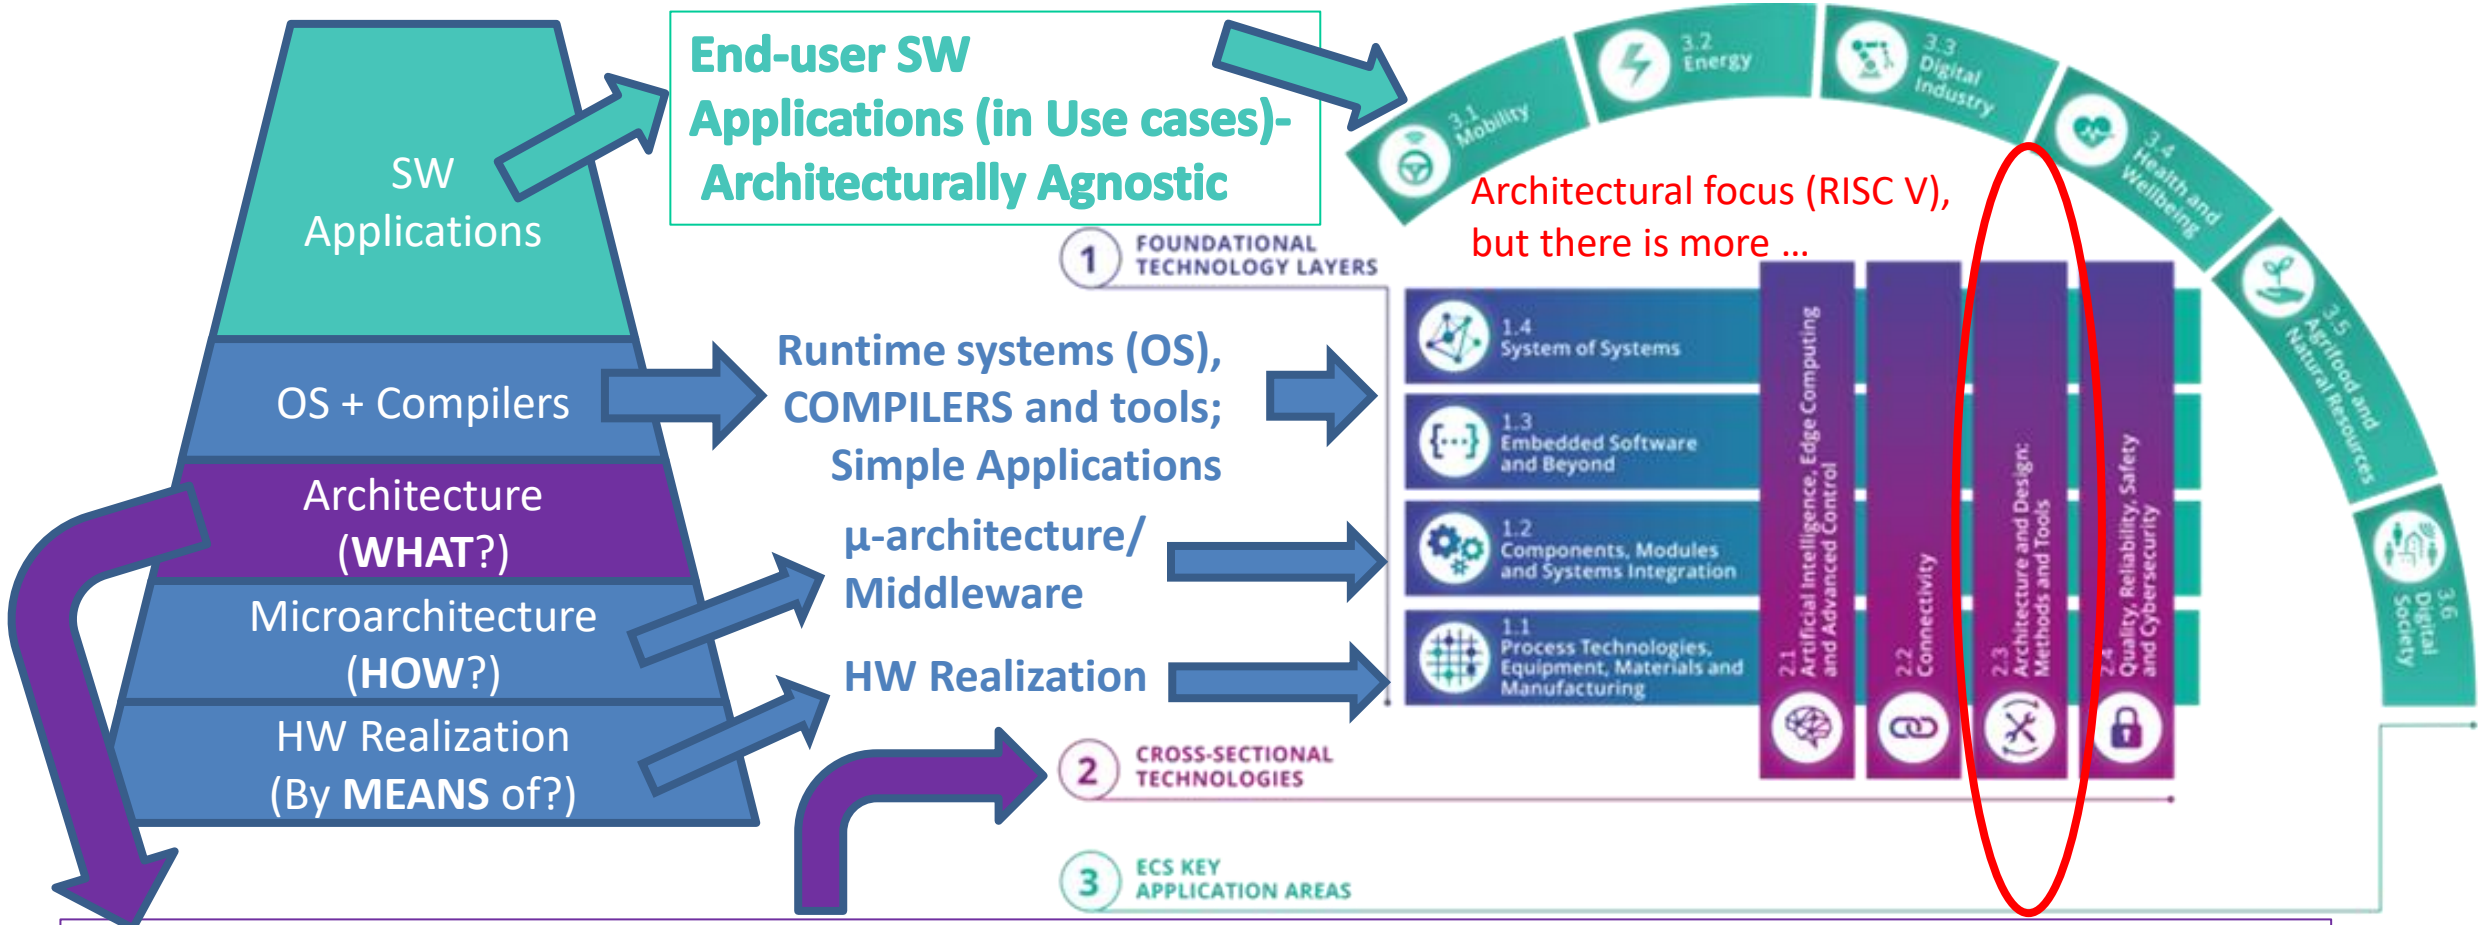 SW
Applications
OS + Compilers
Architecture
(WHAT?)
Microarchitecture
(HOW?)
HW Realization
(By MEANS of?)
End-user SW
Applications (in Use cases)-
Architecturally Agnostic
Runtime systems (OS),
COMPILERS and tools;
Simple Applications
µ-architecture/
Middleware
HW Realization
Architectural focus (RISC V),
but there is more ...
1
FOUNDATIONAL
TECHNOLOGY LAYERS
1.4
System of Systems
1.3
Embedded Software
and Beyond
1.2
Components, Modules
and Systems Integration
1.1
Process Technologies,
Equipment, Materials and
Manufacturing
2
CROSS-SECTIONAL
TECHNOLOGIES
2.1
Artificial Intelligence, Edge Computing
and Advanced Control
2.2
Connectivity
2.3
Architecture and Design:
Methods and Tools
2.4
Quality, Reliability, Safety
and Cybersecurity
3
ECS KEY
APPLICATION AREAS
3.1
Mobility
3.2
Energy
3.3
Digital
Industry
3.4
Health and
Wellbeing
3.5
Agrifood and
Natural Resources
3.6
Digital
Society